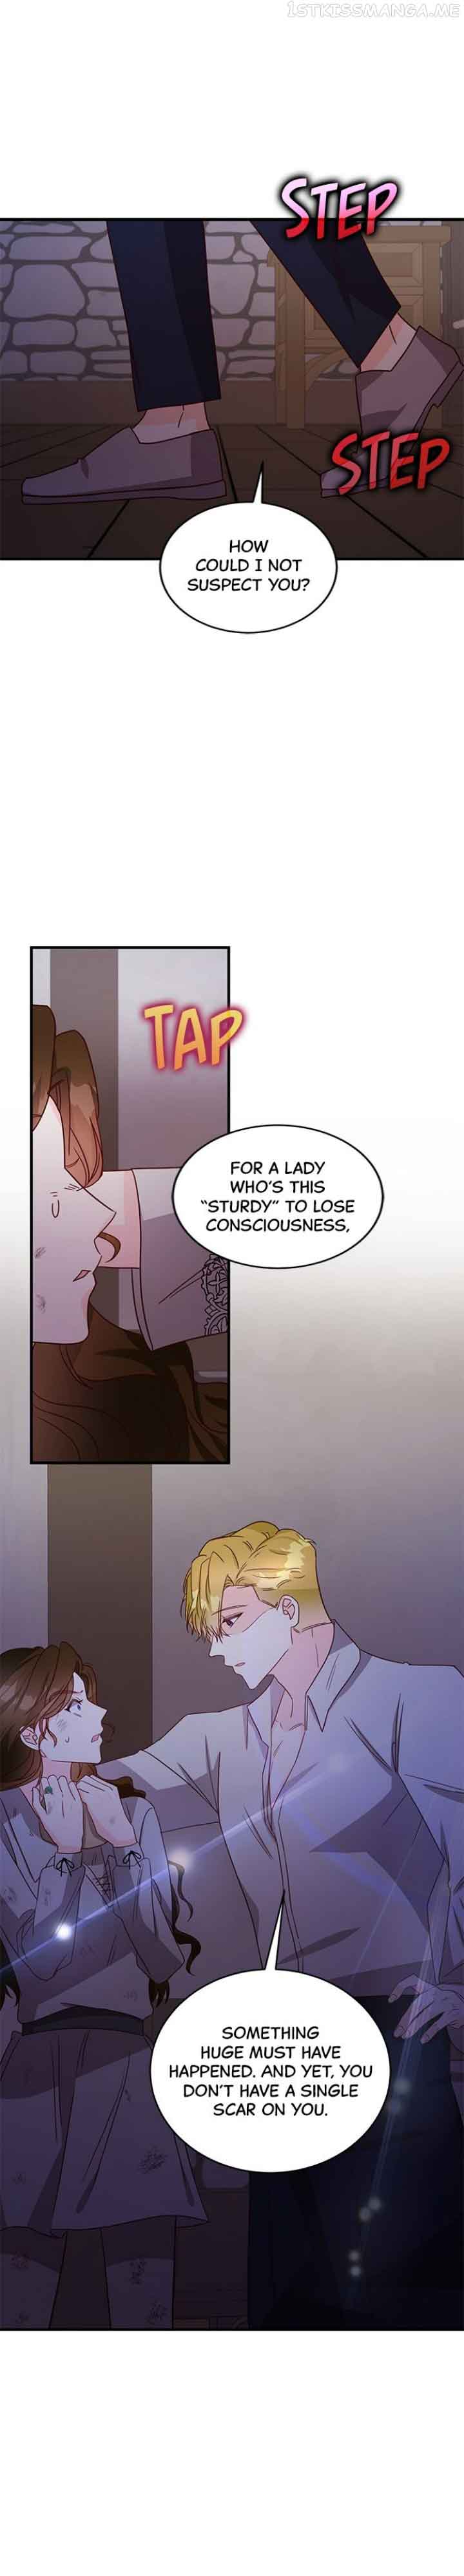 1STKISSMANGA.ME
STEP
STEP
HOW
COULD I NOT
SUSPECT YOU?
TAP
FOR A LADY
WHO'S THIS
“STURDY” TO LOSE
CONSCIOUSNESS,
SOMETHING
HUGE MUST HAVE
HAPPENED. AND YET, YOU
DON'T HAVE A SINGLE
SCAR ON YOU.